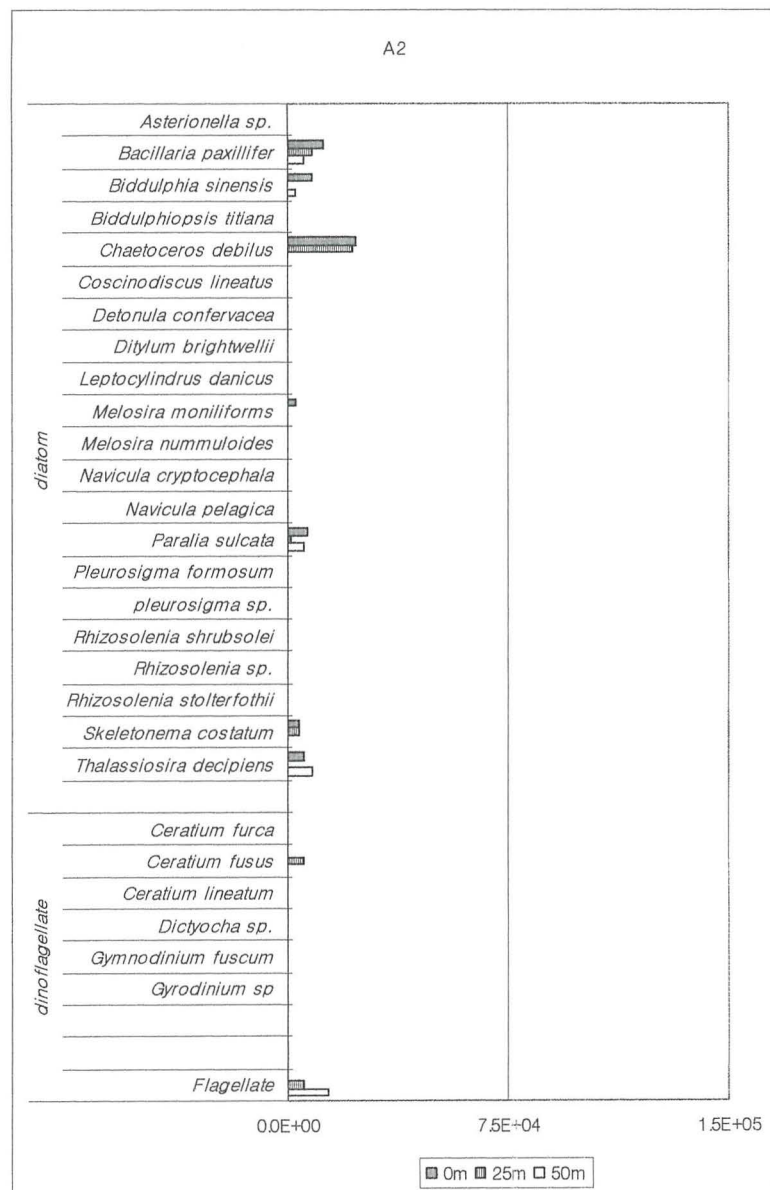 A2
Asterionella sp.
Bacillaria paxillifer
Biddulphia sinensis
Biddulphiopsis titiana
Chaetoceros debilus
Coscinodiscus lineatus
Detonula confervacea
Ditylum brightwellii
Leptocylindrus danicus
Melosira moniliforms
Melosira nummuloides
Navicula cryptocephala
Navicula pelagica
Paralia sulcata
Pleurosigma formosum
pleurosigma sp.
Rhizosolenia shrubsolei
Rhizosolenia sp.
Rhizosolenia stolterfothii
Skeletonema costatum
Thalassiosira decipiens
diatom
Ceratium furca
Ceratium fusus
Ceratium lineatum
Dictyocha sp.
Gymnodinium fuscum
Gyrodinium sp
dinoflagellate
Flagellate
0.0E+00 7.5E+04 1.5E+05
0m 25m 50m